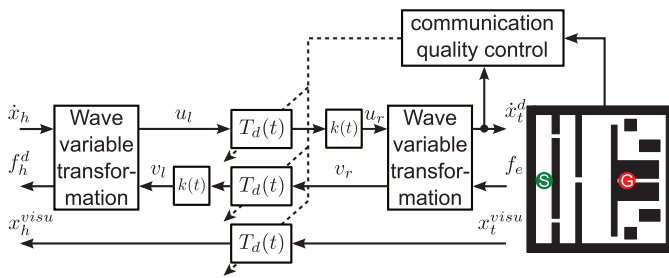 communication
quality control
ẋ_h
Wave
variable
transfor-
mation
u_l
T_d(t)
k(t)
u_r
Wave
variable
transfor-
mation
ẋ_t^d
f_h^d
v_l
k(t)
T_d(t)
v_r
f_e
S
G
x_h^{visu}
T_d(t)
x_t^{visu}